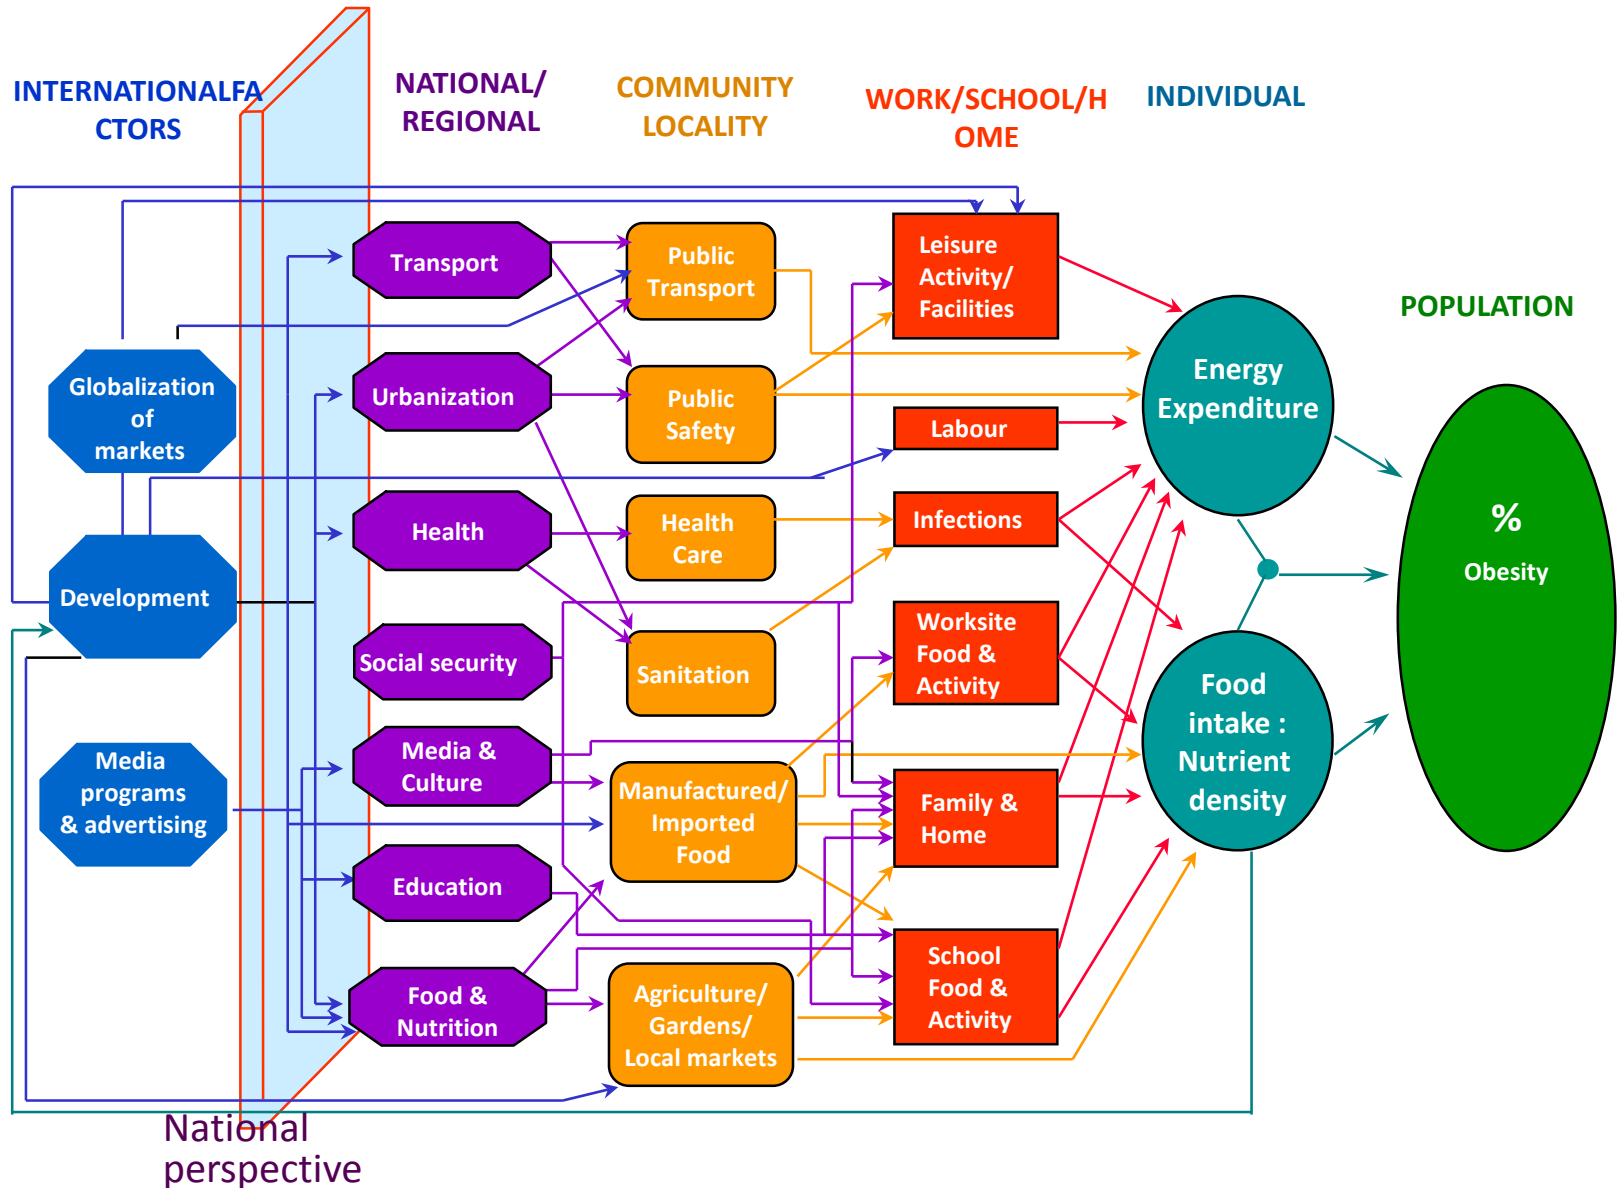 INTERNATIONALFA
CTORS
NATIONAL/
REGIONAL
COMMUNITY
LOCALITY
WORK/SCHOOL/H
OME
INDIVIDUAL
POPULATION
Globalization
of
markets
Development
Media
programs
& advertising
Transport
Urbanization
Health
Social security
Media &
Culture
Education
Food &
Nutrition
Public
Transport
Public
Safety
Health
Care
Sanitation
Manufactured/
Imported
Food
Agriculture/
Gardens/
Local markets
Leisure
Activity/
Facilities
Labour
Infections
Worksite
Food &
Activity
Family &
Home
School
Food &
Activity
Energy
Expenditure
Food
intake :
Nutrient
density
%
Obesity
National
perspective